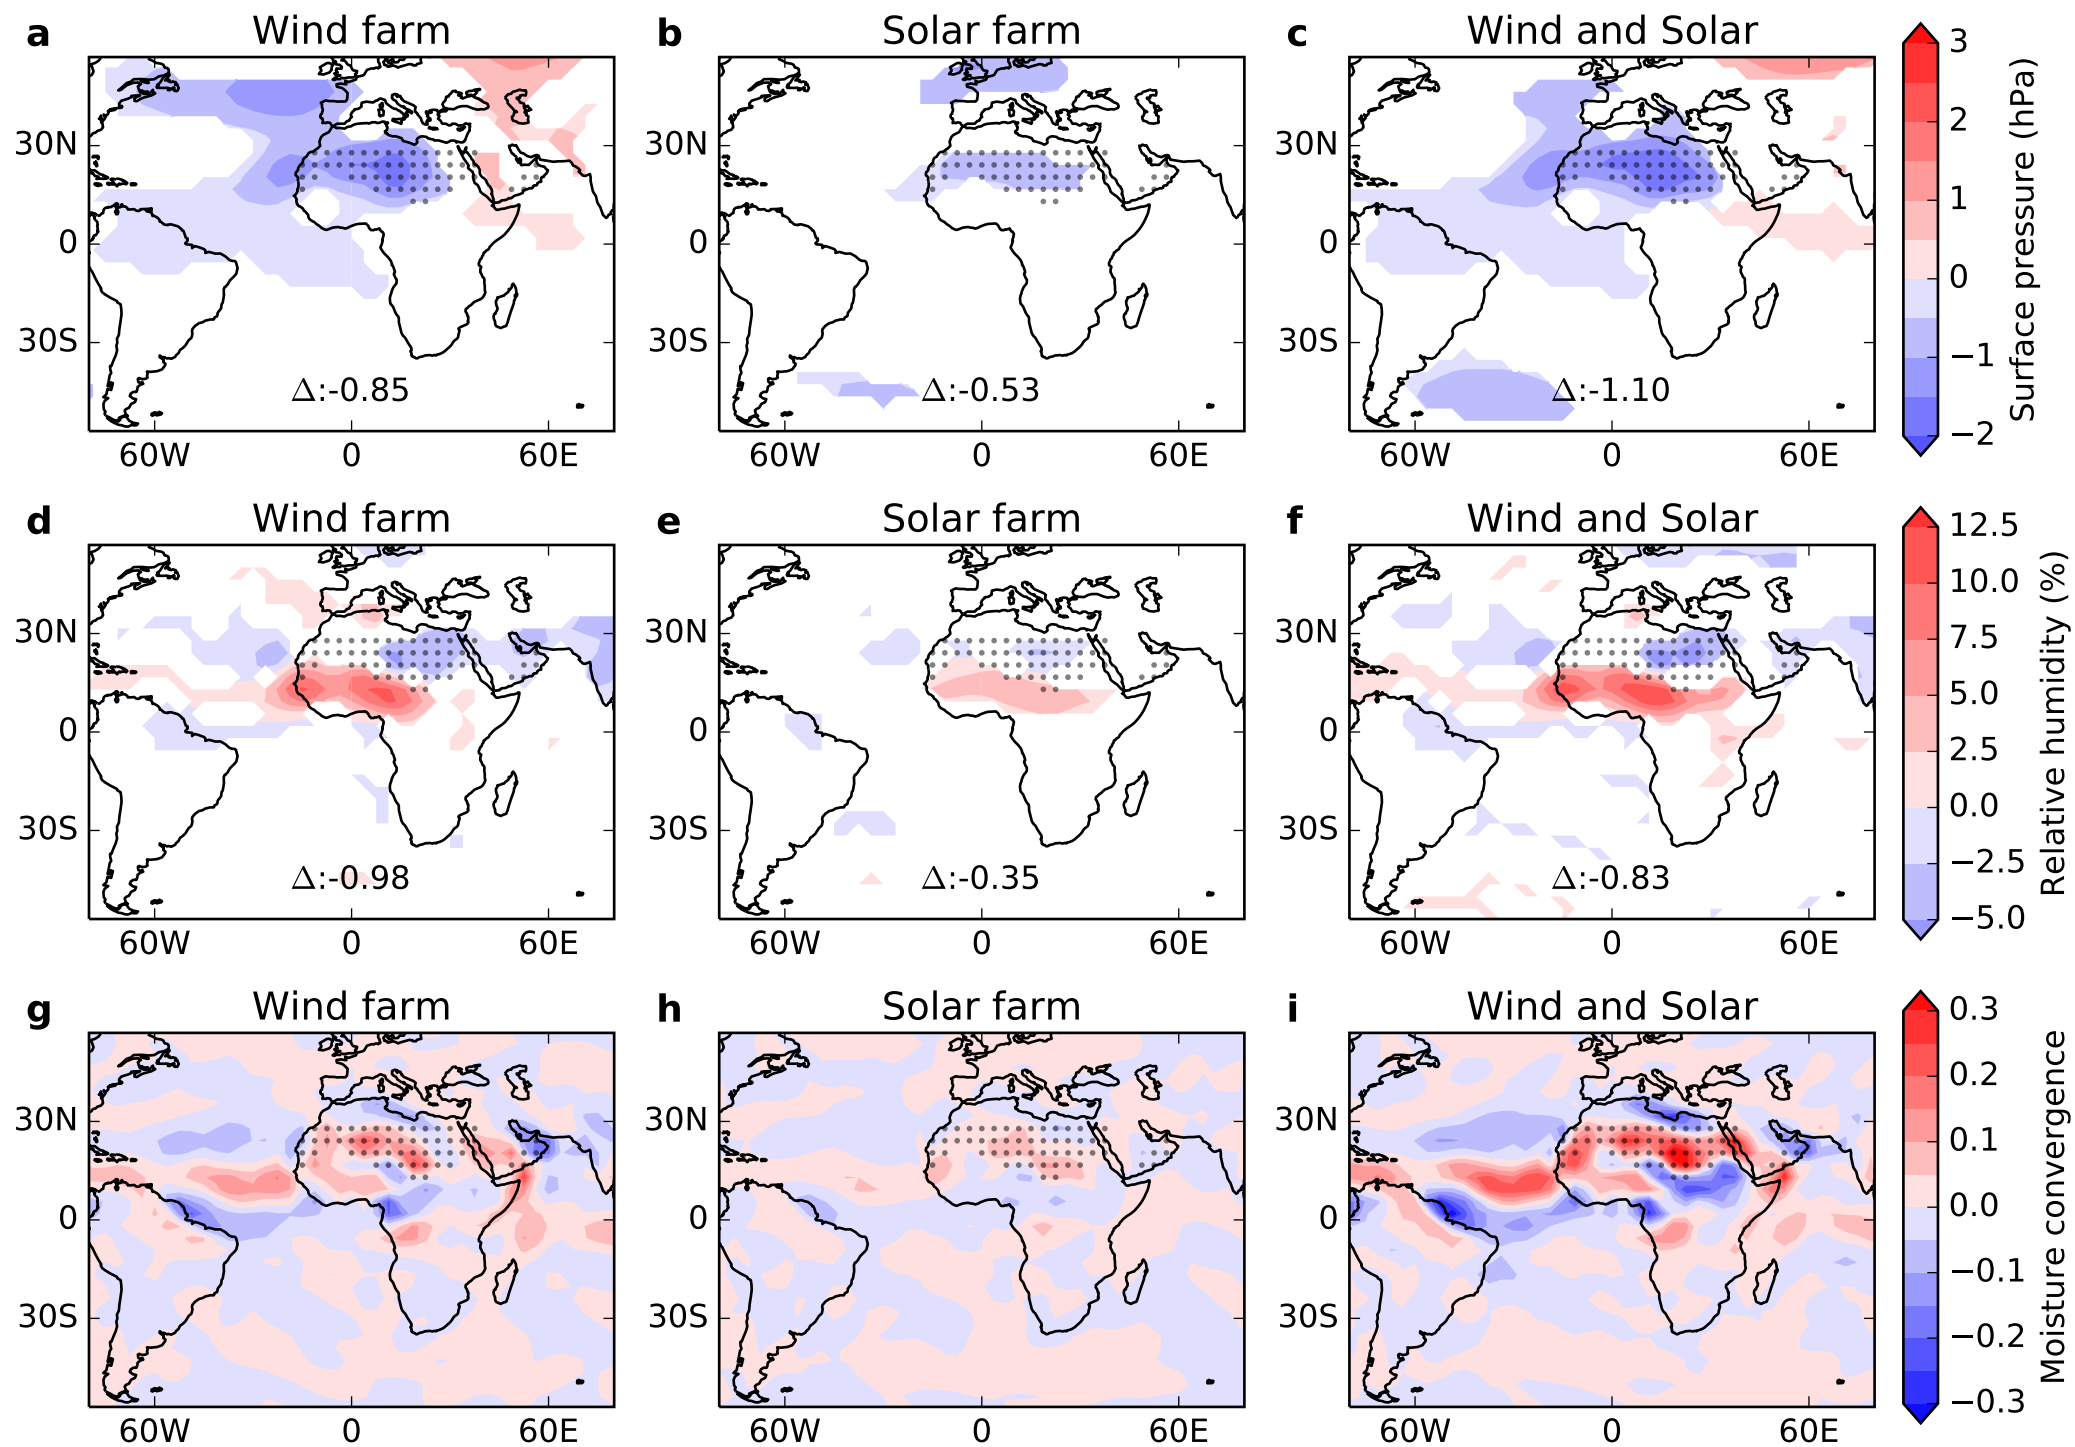 a Wind farm
b Solar farm
c Wind and Solar
30N
0
30S
Δ:-0.85
60W 0 60E
30N
0
30S
Δ:-0.53
60W 0 60E
30N
0
30S
Δ:-1.10
60W 0 60E
3
2
1
0
−1
−2
Surface pressure (hPa)
d Wind farm
e Solar farm
f Wind and Solar
30N
0
30S
Δ:-0.98
60W 0 60E
30N
0
30S
Δ:-0.35
60W 0 60E
30N
0
30S
Δ:-0.83
60W 0 60E
12.5
10.0
7.5
5.0
2.5
0.0
−2.5
−5.0
Relative humidity (%)
g Wind farm
h Solar farm
i Wind and Solar
30N
0
30S
60W 0 60E
30N
0
30S
60W 0 60E
30N
0
30S
60W 0 60E
0.3
0.2
0.1
0.0
−0.1
−0.2
−0.3
Moisture convergence